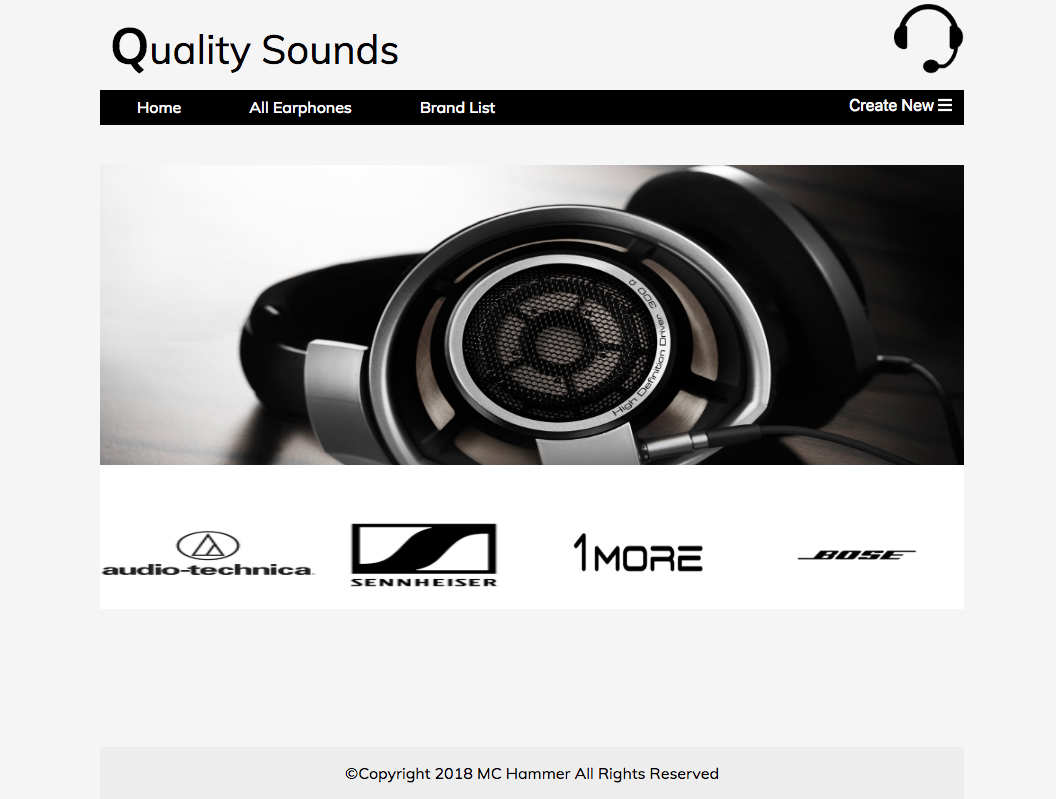 Quality Sounds
Home All Earphones Brand List Create New
High Definition Driver 300 Ω
audio-technica.
SENNHEISER
1MORE
BOSE
©Copyright 2018 MC Hammer All Rights Reserved